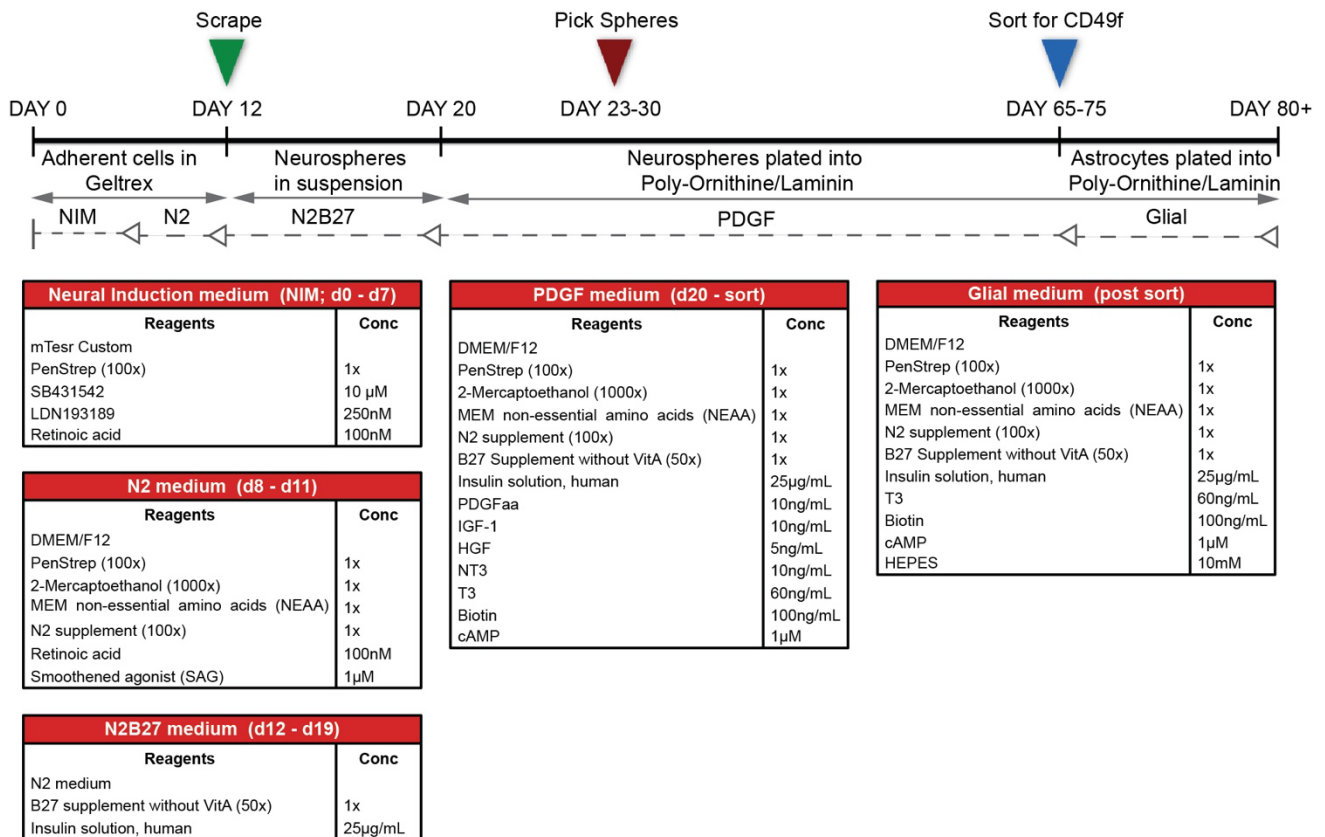 Scrape
Pick Spheres
Sort for CD49f
DAY 0
DAY 12
DAY 20
DAY 23-30
DAY 65-75
DAY 80+
Adherent cells in
Geltrex
Neurospheres
in suspension
Neurospheres plated into
Poly-Ornithine/Laminin
Astrocytes plated into
Poly-Ornithine/Laminin
NIM
N2
N2B27
PDGF
Glial
Neural Induction medium (NIM; d0 - d7)
Reagents Conc
mTesr Custom
PenStrep (100x) 1x
SB431542 10 µM
LDN193189 250nM
Retinoic acid 100nM
N2 medium (d8 - d11)
Reagents Conc
DMEM/F12
PenStrep (100x) 1x
2-Mercaptoethanol (1000x) 1x
MEM non-essential amino acids (NEAA) 1x
N2 supplement (100x) 1x
Retinoic acid 100nM
Smoothened agonist (SAG) 1µM
N2B27 medium (d12 - d19)
Reagents Conc
N2 medium
B27 supplement without VitA (50x) 1x
Insulin solution, human 25µg/mL
PDGF medium (d20 - sort)
Reagents Conc
DMEM/F12
PenStrep (100x) 1x
2-Mercaptoethanol (1000x) 1x
MEM non-essential amino acids (NEAA) 1x
N2 supplement (100x) 1x
B27 Supplement without VitA (50x) 1x
Insulin solution, human 25µg/mL
PDGFaa 10ng/mL
IGF-1 10ng/mL
HGF 5ng/mL
NT3 10ng/mL
T3 60ng/mL
Biotin 100ng/mL
cAMP 1µM
Glial medium (post sort)
Reagents Conc
DMEM/F12
PenStrep (100x) 1x
2-Mercaptoethanol (1000x) 1x
MEM non-essential amino acids (NEAA) 1x
N2 supplement (100x) 1x
B27 Supplement without VitA (50x) 1x
Insulin solution, human 25µg/mL
T3 60ng/mL
Biotin 100ng/mL
cAMP 1µM
HEPES 10mM